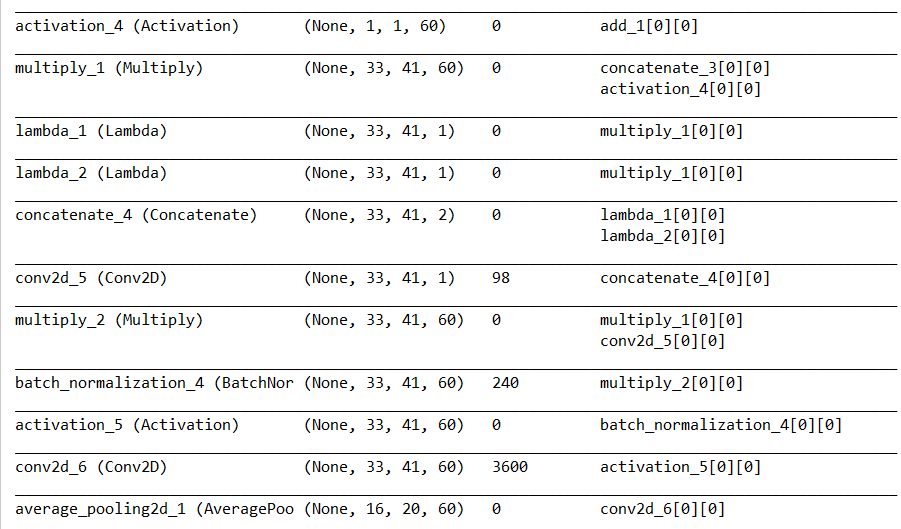 activation_4 (Activation) (None, 1, 1, 60) 0 add_1[0][0]
multiply_1 (Multiply) (None, 33, 41, 60) 0 concatenate_3[0][0]
activation_4[0][0]
lambda_1 (Lambda) (None, 33, 41, 1) 0 multiply_1[0][0]
lambda_2 (Lambda) (None, 33, 41, 1) 0 multiply_1[0][0]
concatenate_4 (Concatenate) (None, 33, 41, 2) 0 lambda_1[0][0]
lambda_2[0][0]
conv2d_5 (Conv2D) (None, 33, 41, 1) 98 concatenate_4[0][0]
multiply_2 (Multiply) (None, 33, 41, 60) 0 multiply_1[0][0]
conv2d_5[0][0]
batch_normalization_4 (BatchNor (None, 33, 41, 60) 240 multiply_2[0][0]
activation_5 (Activation) (None, 33, 41, 60) 0 batch_normalization_4[0][0]
conv2d_6 (Conv2D) (None, 33, 41, 60) 3600 activation_5[0][0]
average_pooling2d_1 (AveragePoo (None, 16, 20, 60) 0 conv2d_6[0][0]